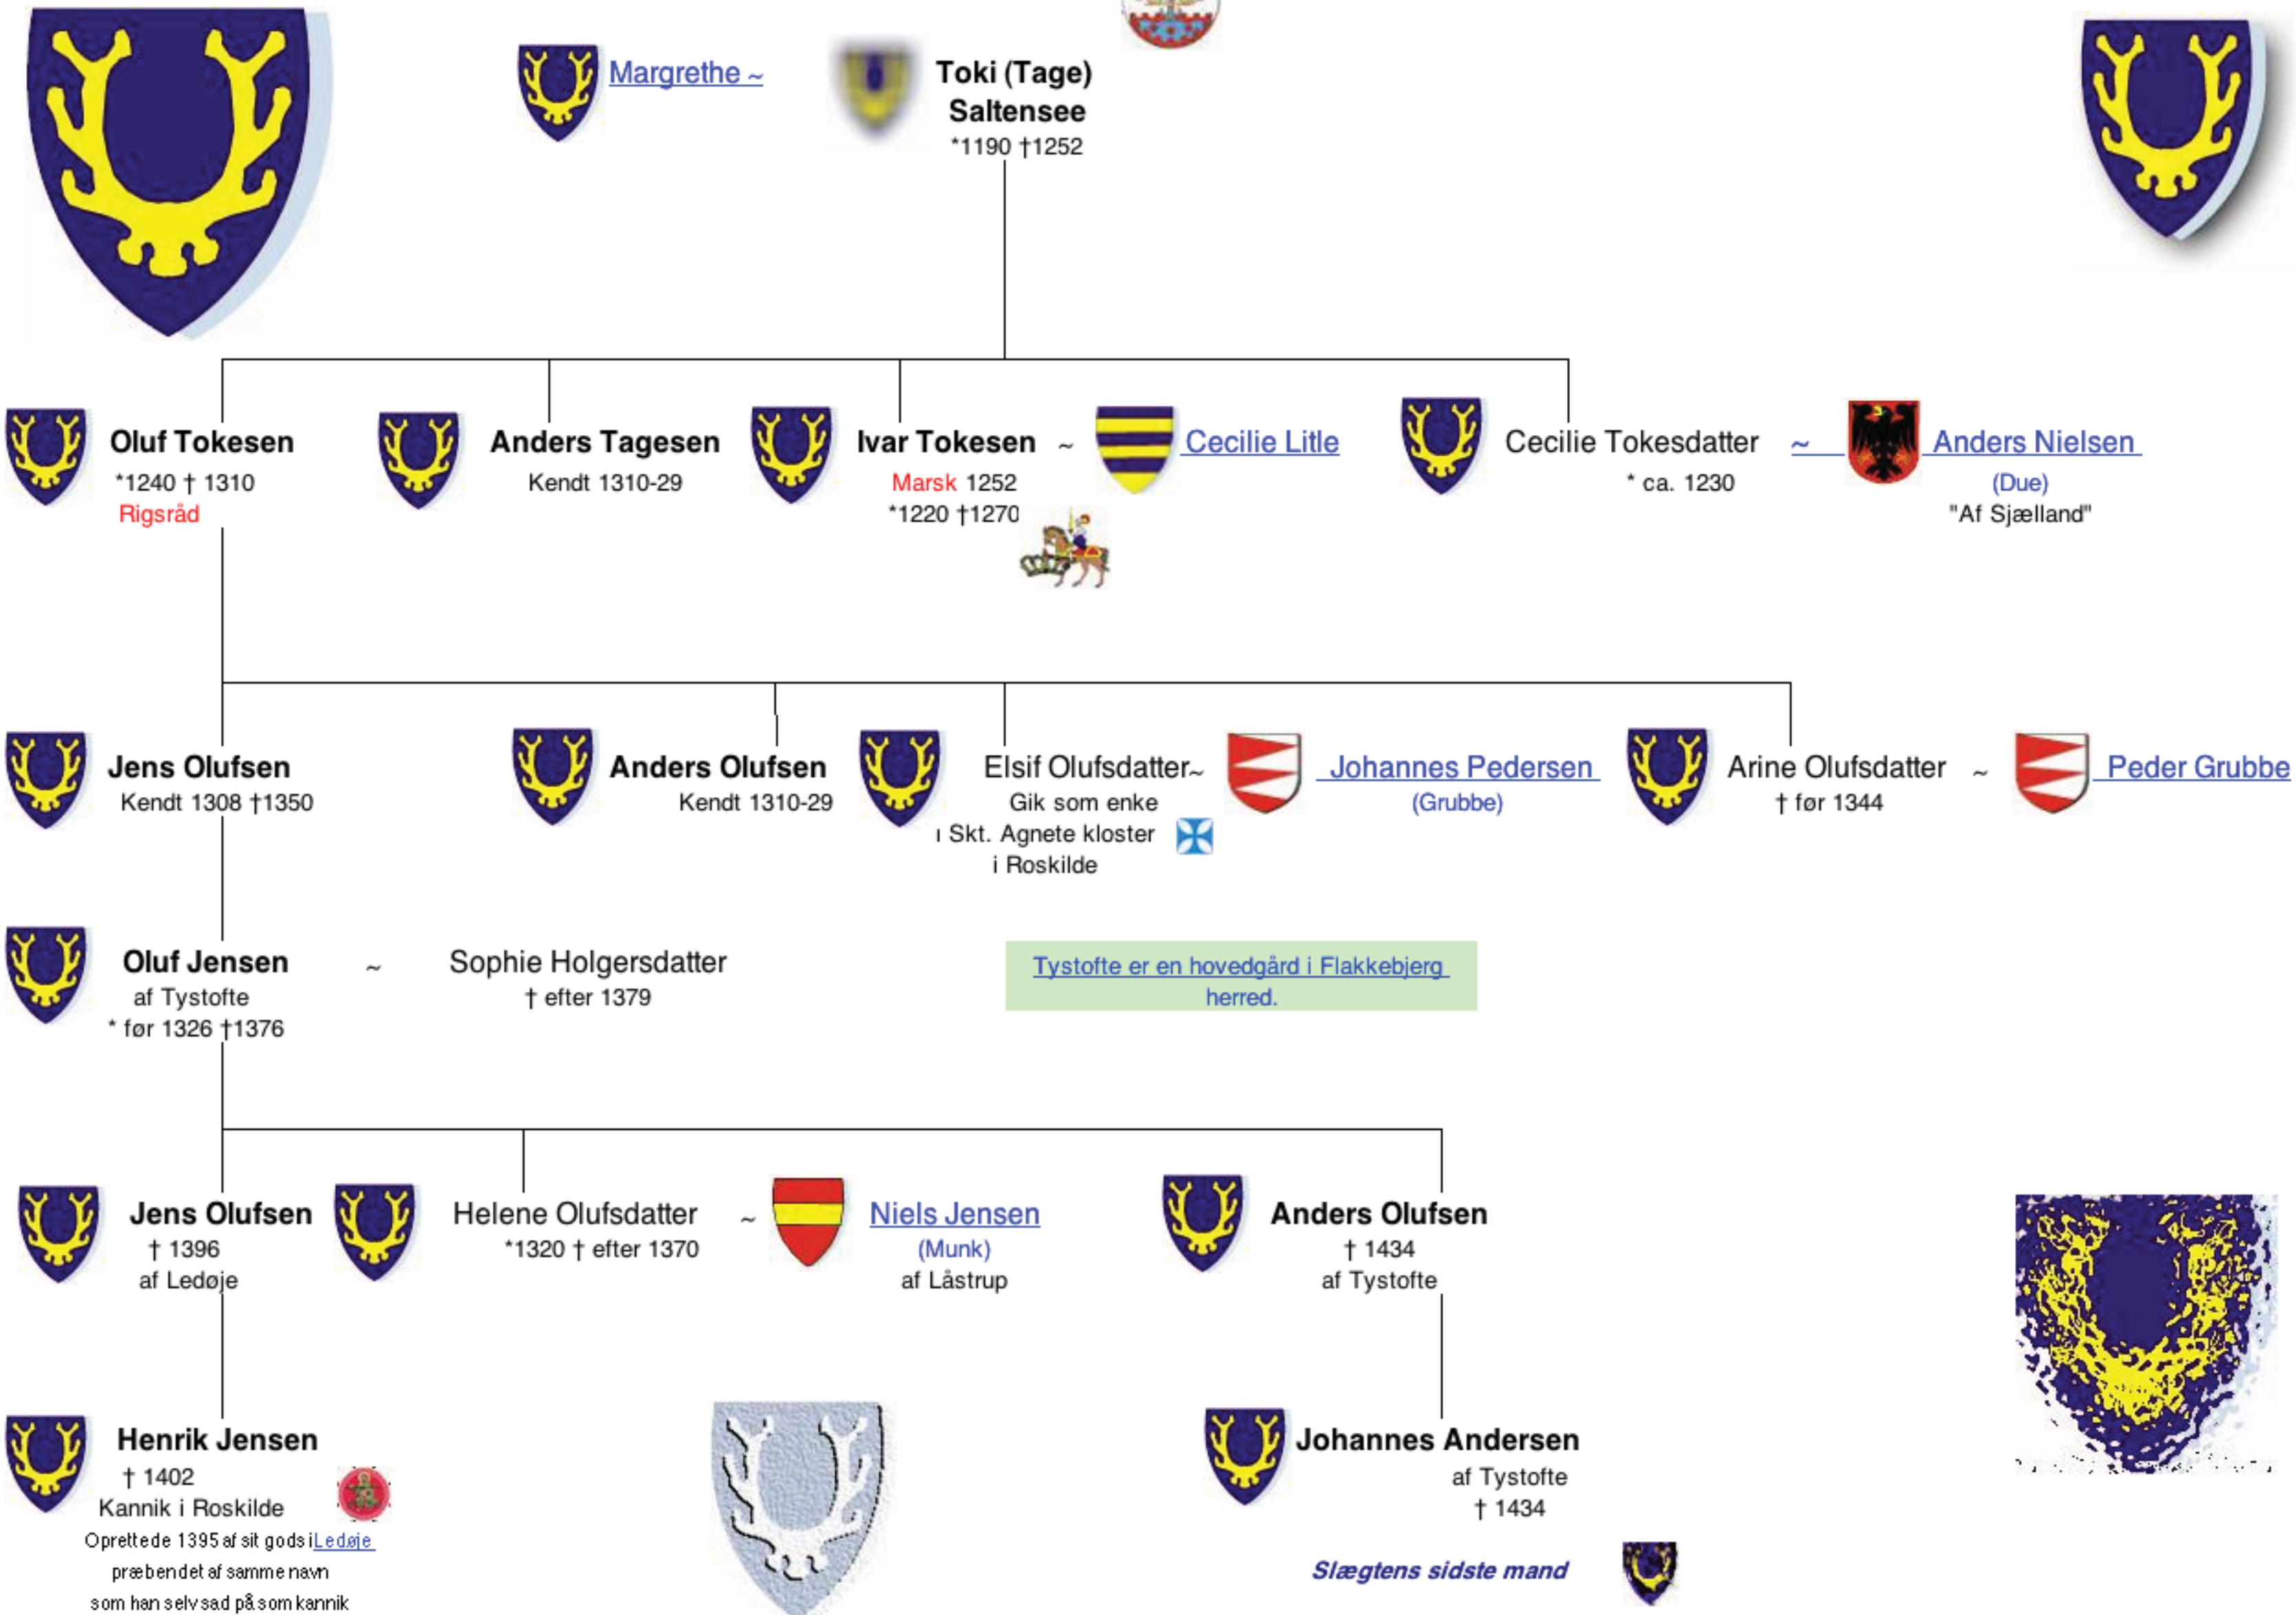 Margrethe ~
Toki (Tage)
Saltensee
*1190 †1252
Oluf Tokesen
*1240 † 1310
Rigsråd
Anders Tagesen
Kendt 1310-29
Ivar Tokesen ~
Marsk 1252
*1220 †1270
Cecilie Litle
Cecilie Tokesdatter ~
* ca. 1230
Anders Nielsen
(Due)
"Af Sjælland"
Jens Olufsen
Kendt 1308 †1350
Anders Olufsen
Kendt 1310-29
Elsif Olufsdatter~
Gik som enke
i Skt. Agnete kloster
i Roskilde
Johannes Pedersen
(Grubbe)
Arine Olufsdatter ~
† før 1344
Peder Grubbe
Oluf Jensen ~
af Tystofte
* før 1326 †1376
Sophie Holgersdatter
† efter 1379
Tystofte er en hovedgård i Flakkebjerg
herred.
Jens Olufsen
† 1396
af Ledøje
Helene Olufsdatter ~
*1320 † efter 1370
Niels Jensen
(Munk)
af Låstrup
Anders Olufsen
† 1434
af Tystofte
Henrik Jensen
† 1402
Kannik i Roskilde
Oprettede 1395 af sit gods i Ledøje
præbendet af samme navn
som han selv sad på som kannik
Johannes Andersen
af Tystofte
† 1434
Slægtens sidste mand